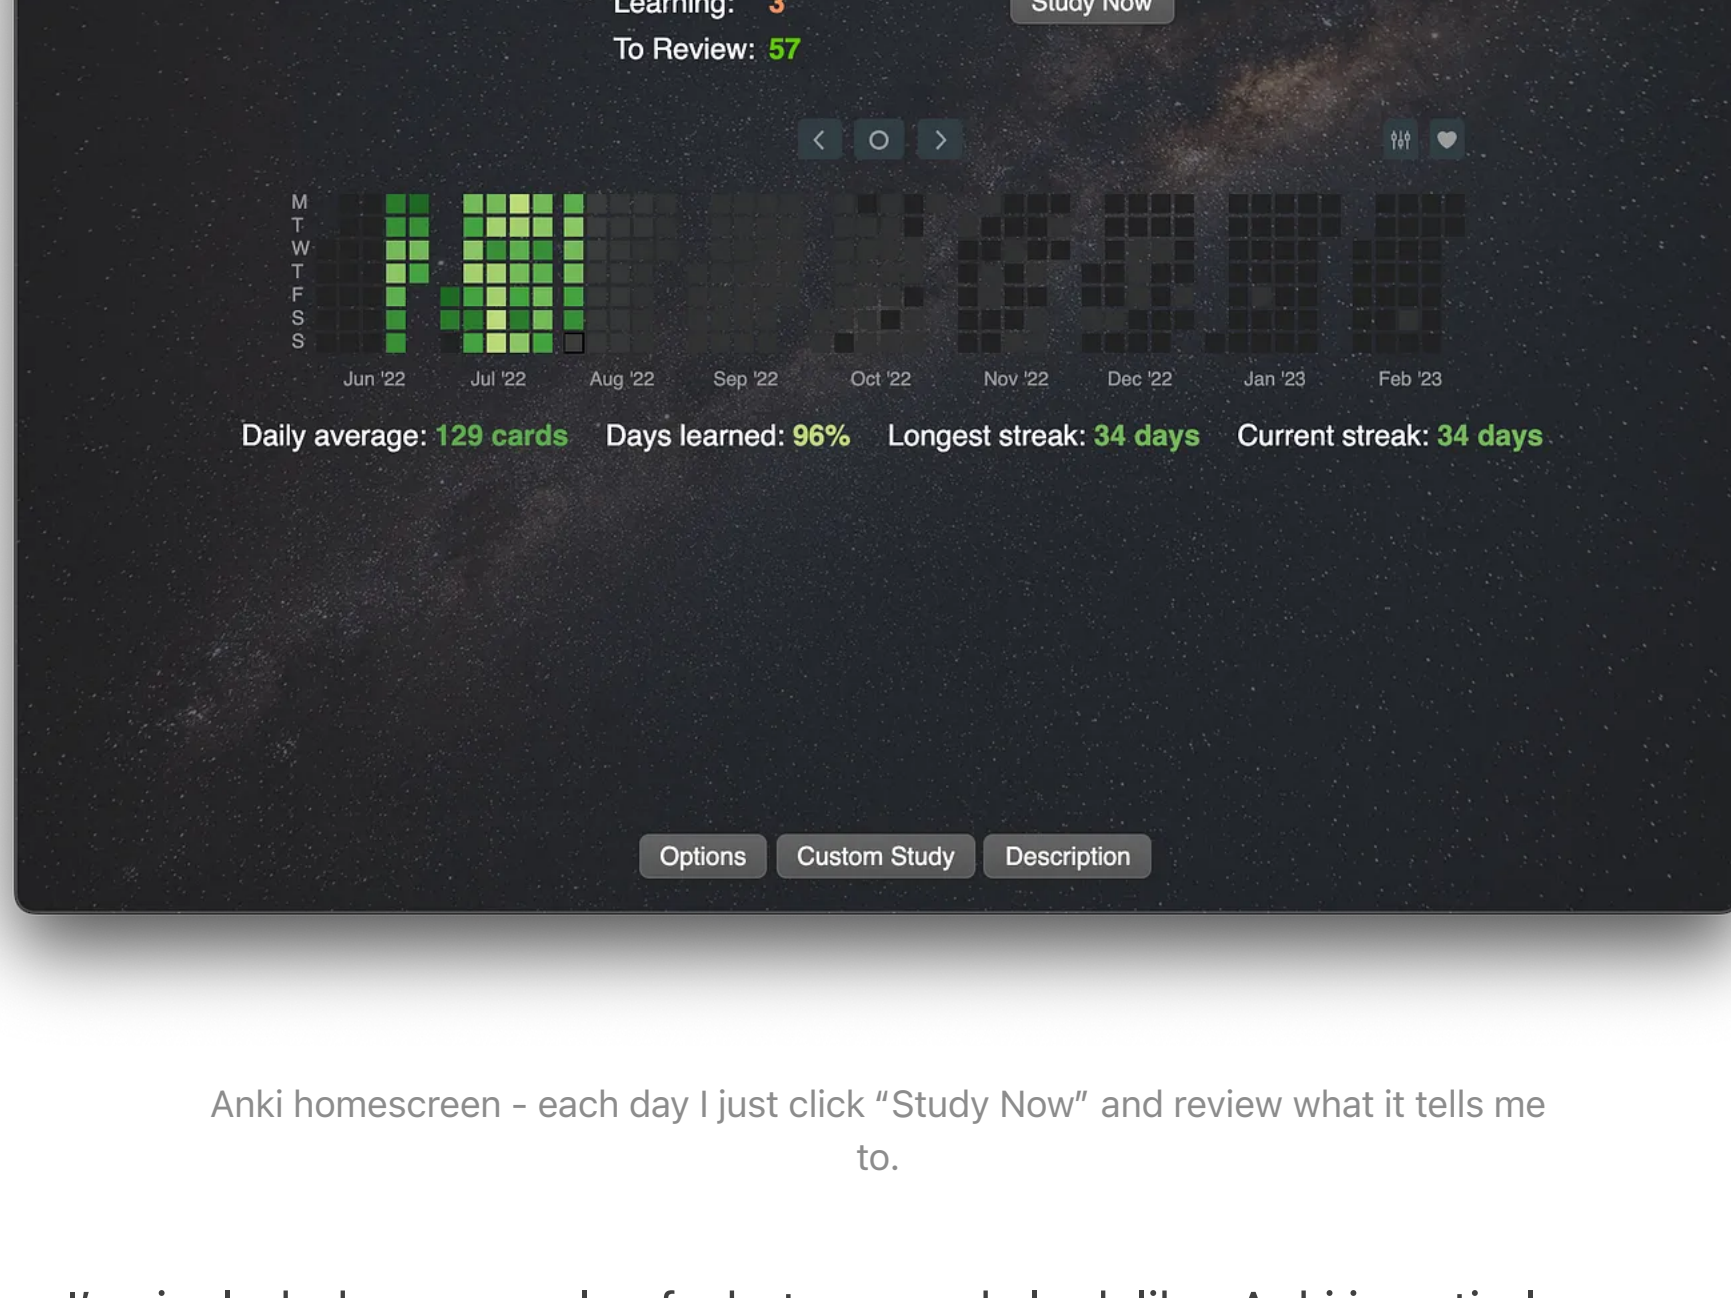 Learning: 3
Study Now
To Review: 57
M
T
W
T
F
S
S
Jun '22 Jul '22 Aug '22 Sep '22 Oct '22 Nov '22 Dec '22 Jan '23 Feb '23
Daily average: 129 cards Days learned: 96% Longest streak: 34 days Current streak: 34 days
Options Custom Study Description
Anki homescreen - each day I just click “Study Now” and review what it tells me
to.